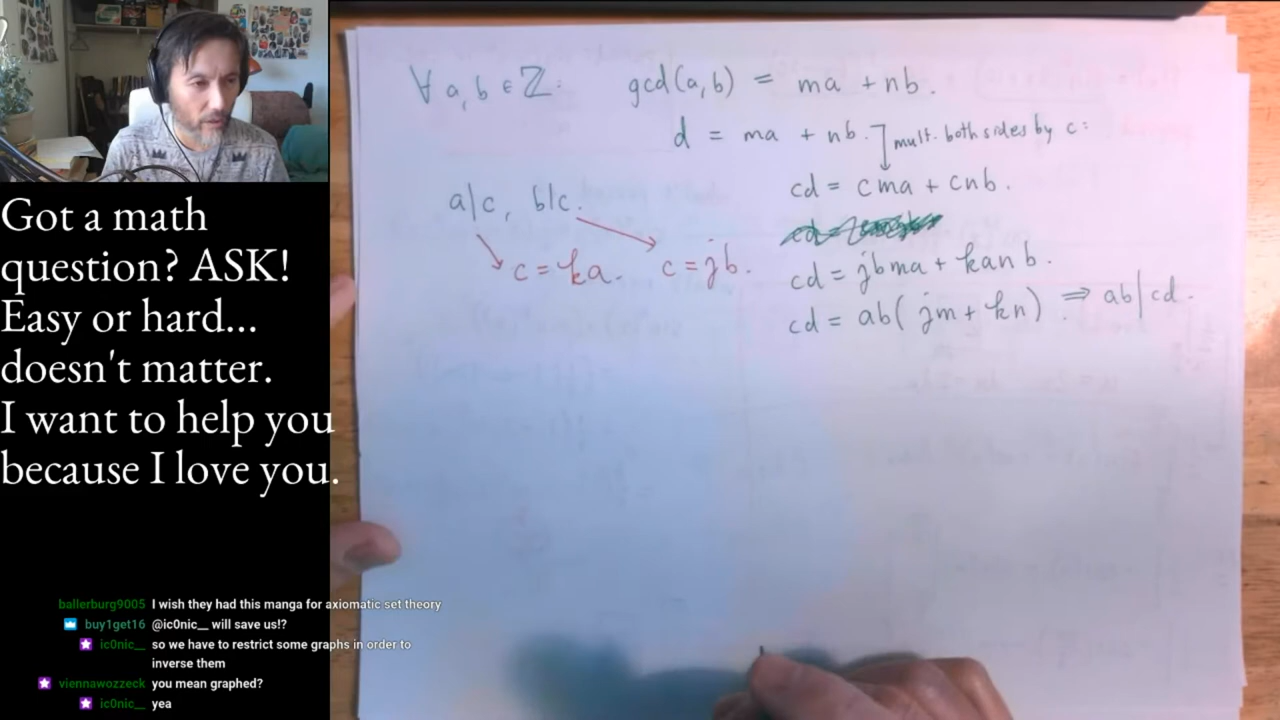 ∀ a, b ∈ ℤ: gcd(a, b) = ma + nb.
d = ma + nb. mult. both sides by c:
cd = cma + cnb.
a|c, b|c.
c = ka. c = jb.
cd = jbma + kanb.
cd = ab( jm + kn) . ⇒ ab|cd.
Got a math
question? ASK!
Easy or hard...
doesn't matter.
I want to help you
because I love you.
ballerburg9005 I wish they had this manga for axiomatic set theory
buy1get16 @ic0nic__ will save us!?
ic0nic__ so we have to restrict some graphs in order to
inverse them
viennawozzeck you mean graphed?
ic0nic__ yea